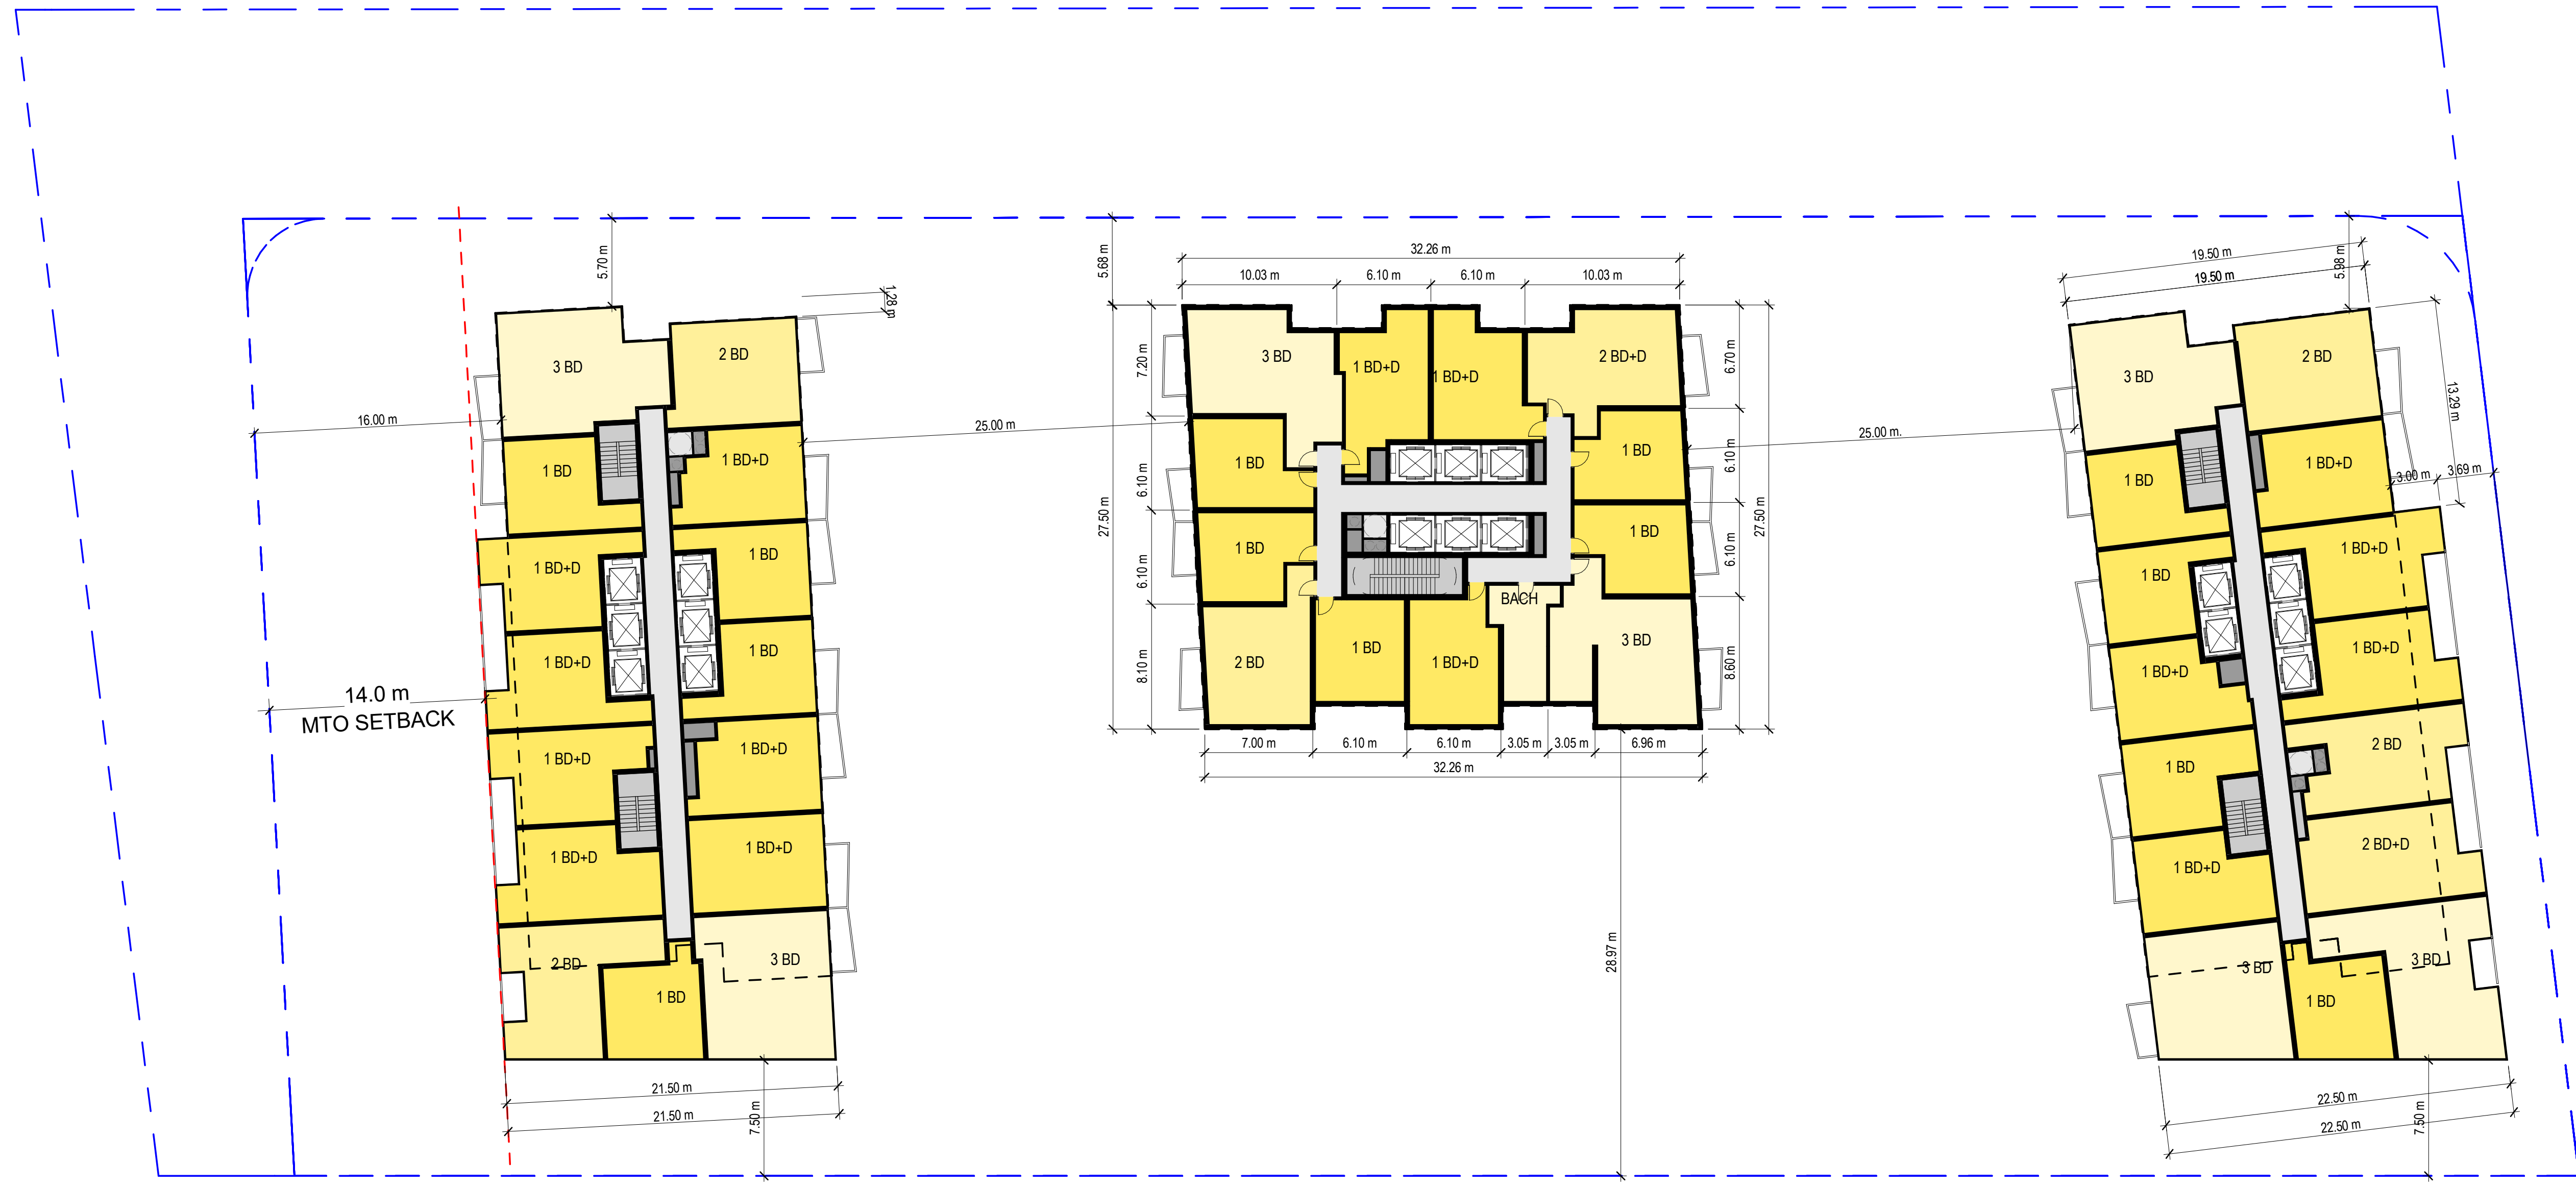 5.70 m
1.28 m
3 BD
2 BD
16.00 m
1 BD
1 BD+D
1 BD+D
1 BD
1 BD+D
1 BD
14.0 m
MTO SETBACK
1 BD+D
1 BD+D
1 BD+D
1 BD+D
2 BD
3 BD
1 BD
21.50 m
21.50 m
7.50 m
25.00 m
5.68 m
32.26 m
10.03 m
6.10 m
6.10 m
10.03 m
27.50 m
7.20 m
6.10 m
6.10 m
8.10 m
3 BD
1 BD+D
1 BD+D
2 BD+D
1 BD
1 BD
1 BD
1 BD
BACH
2 BD
1 BD
1 BD+D
3 BD
6.70 m
6.10 m
6.10 m
8.60 m
27.50 m
7.00 m
6.10 m
6.10 m
3.05 m
3.05 m
6.96 m
32.26 m
28.97 m
25.00 m.
19.50 m
19.50 m
5.98 m
13.29 m
3.00 m
3.69 m
3 BD
2 BD
1 BD
1 BD+D
1 BD
1 BD+D
1 BD+D
1 BD+D
1 BD
2 BD
1 BD+D
2 BD+D
3 BD
3 BD
1 BD
22.50 m
22.50 m
7.50 m